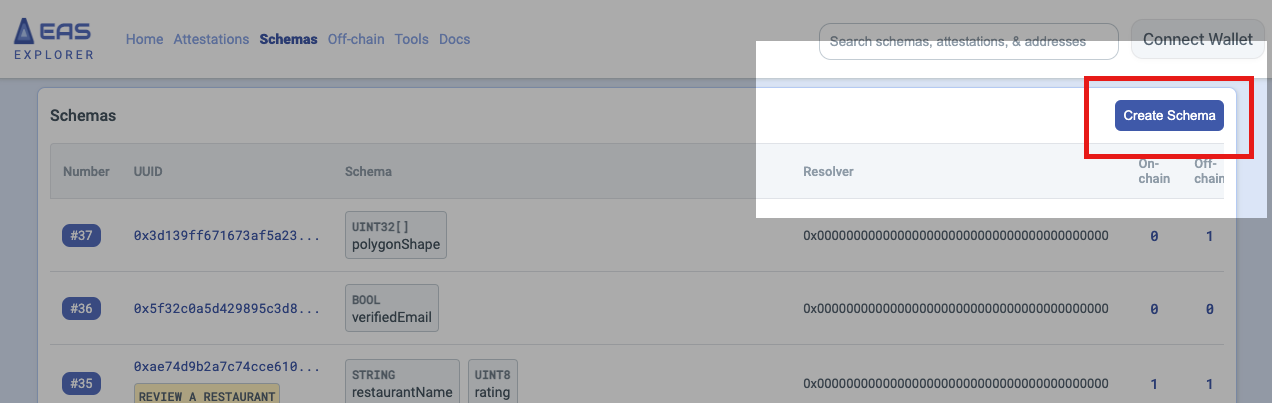 EAS
EXPLORER
Home Attestations Schemas Off-chain Tools Docs
Search schemas, attestations, & addresses
Connect Wallet
Schemas
Create Schema
Number UUID Schema Resolver On-chain Off-chain
#37 0x3d139ff671673af5a23... UINT32[] polygonShape 0x0000000000000000000000000000000000000000 0 1
#36 0x5f32c0a5d429895c3d8... BOOL verifiedEmail 0x0000000000000000000000000000000000000000 0 0
#35 0xae74d9b2a7c74cce610... STRING restaurantName UINT8 rating 0x0000000000000000000000000000000000000000 1 1
REVIEW A RESTAURANT